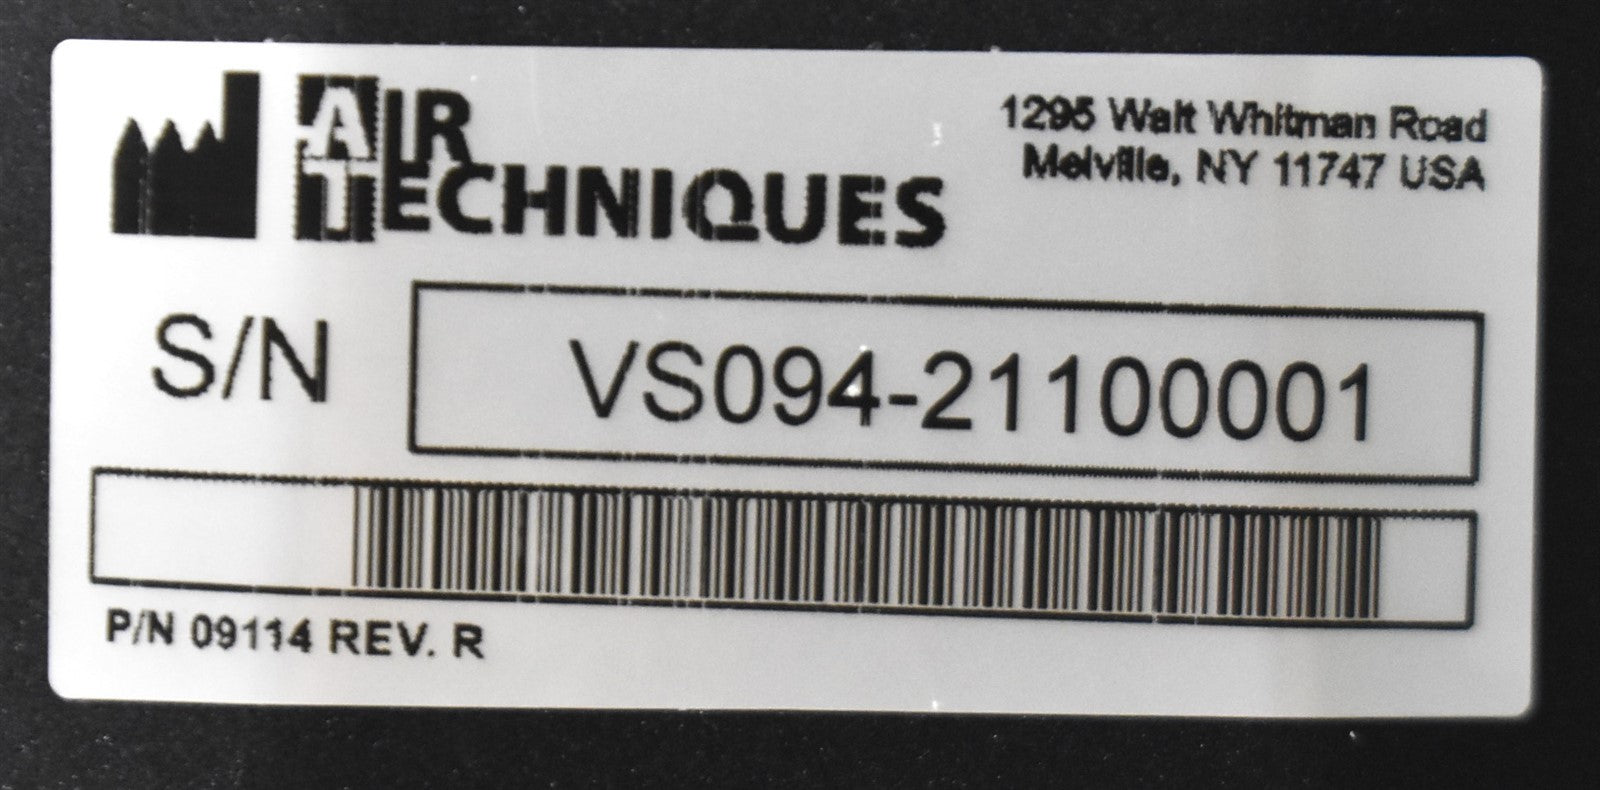 AIR
TECHNIQUES
1295 Walt Whitman Road
Melville, NY 11747 USA
S/N
VS094-21100001
P/N 09114 REV. R